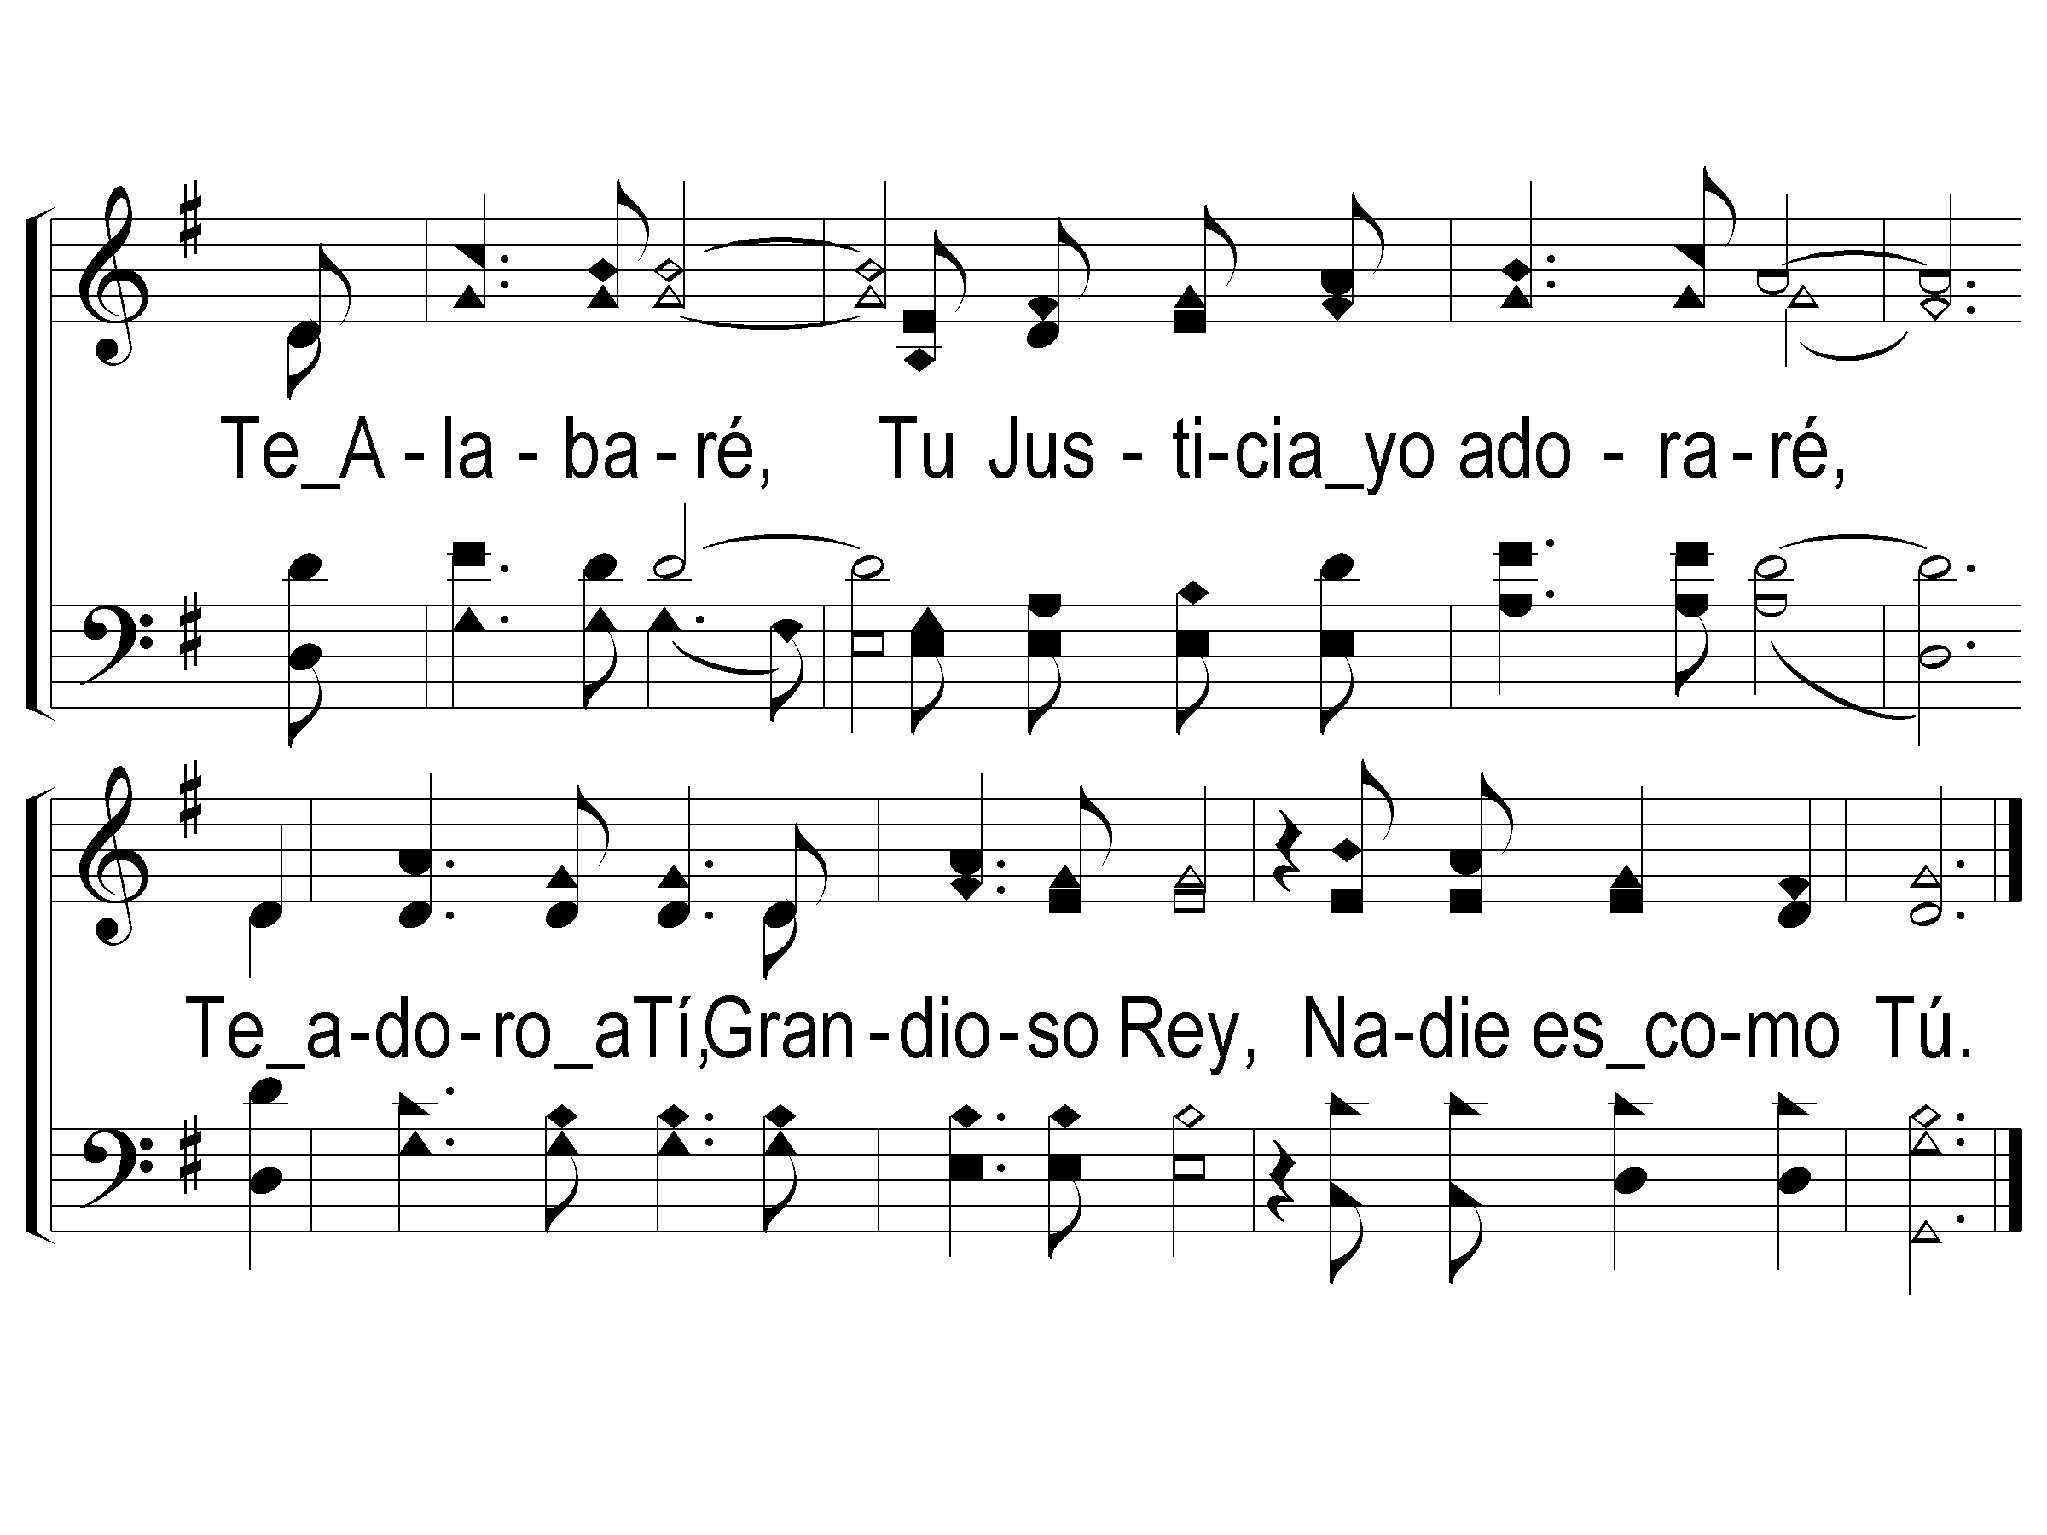 Te_A - la - ba - ré, Tu Jus - ti-cia_yo ado - ra - ré,
Te_a-do-ro_aTí,Gran-dio-so Rey, Na-die es_co-mo Tú.